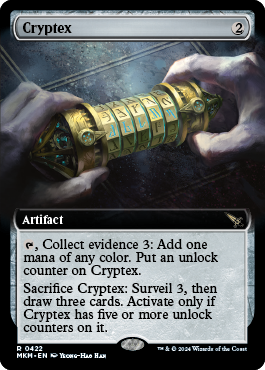 Cryptex 2
Artifact
, Collect evidence 3: Add one
mana of any color. Put an unlock
counter on Cryptex.
Sacrifice Cryptex: Surveil 3, then
draw three cards. Activate only if
Cryptex has five or more unlock
counters on it.
R 0422
MKM • EN Yeong-Hao Han
™ & © 2024 Wizards of the Coast